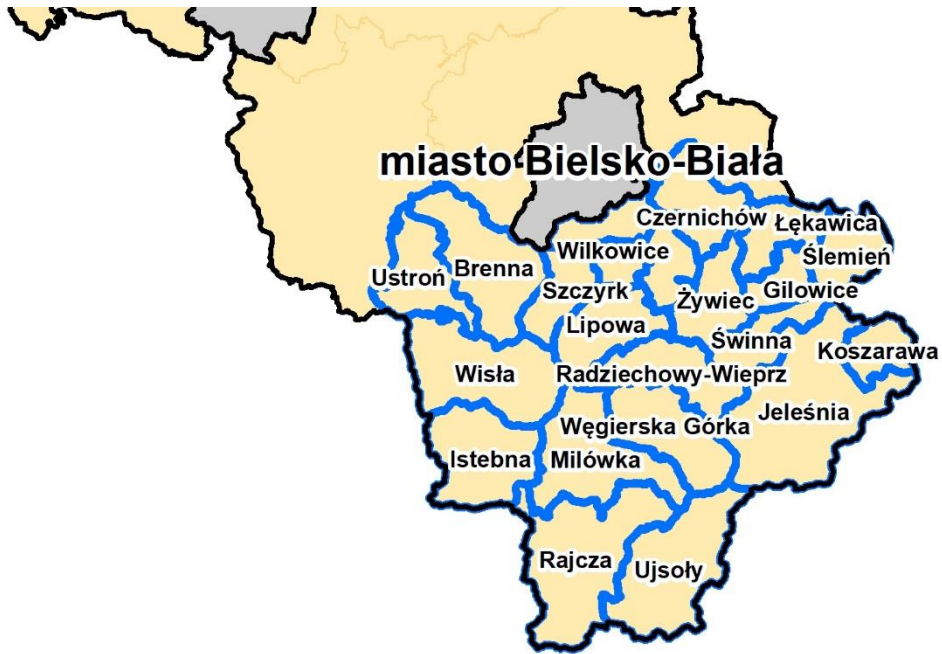 miasto Bielsko-Biała
Czernichów
Łękawica
Wilkowice
Ślemień
Ustroń
Brenna
Szczyrk
Żywiec
Gilowice
Lipowa
Świnna
Koszarawa
Wisła
Radziechowy-Wieprz
Jeleśnia
Węgierska Górka
Istebna
Milówka
Rajcza
Ujsoły